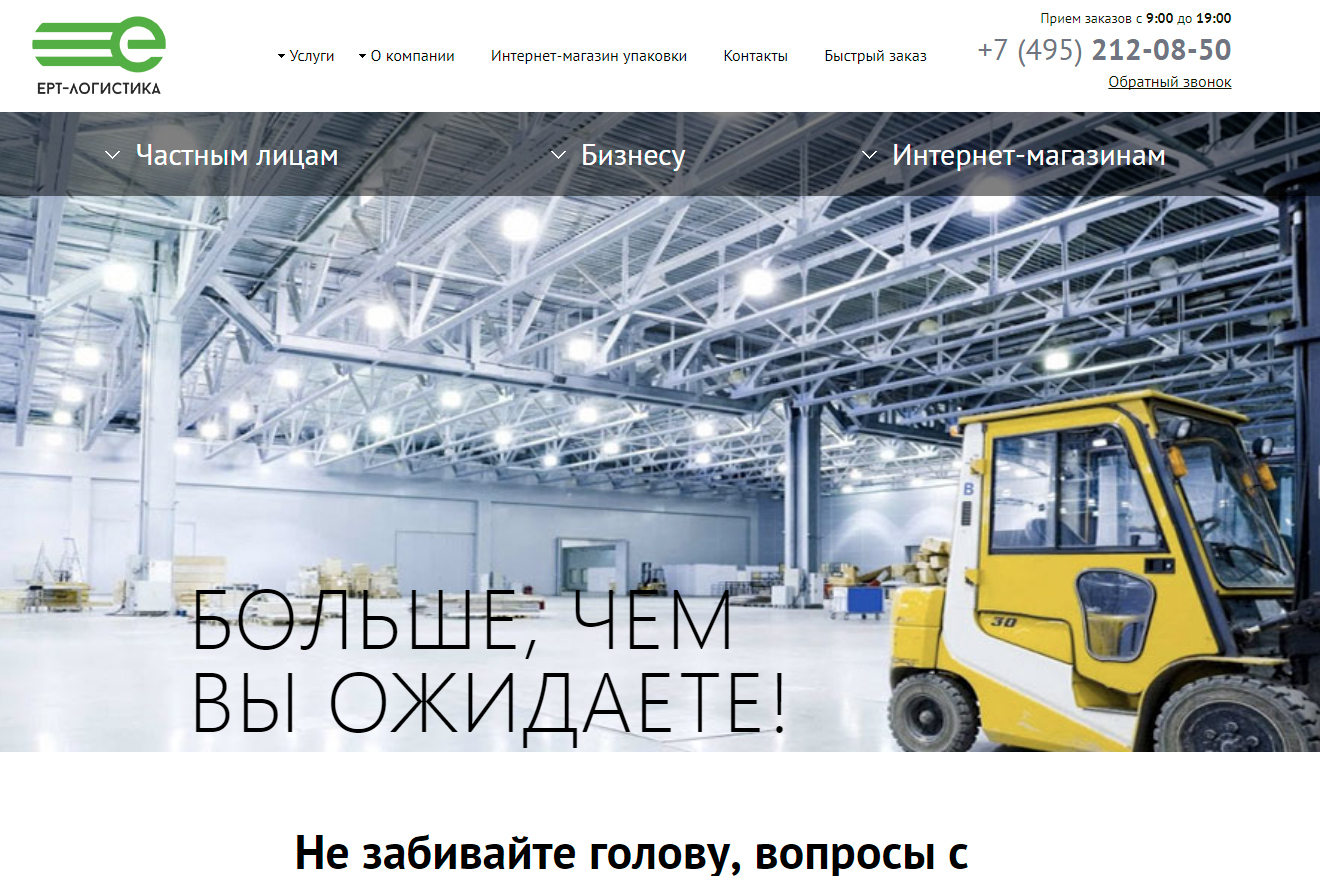 ЕРТ-ЛОГИСТИКА
Услуги
О компании
Интернет-магазин упаковки
Контакты
Быстрый заказ
Прием заказов с 9:00 до 19:00
+7 (495) 212-08-50
Обратный звонок
Частным лицам
Бизнесу
Интернет-магазинам
B
30
БОЛЬШЕ, ЧЕМ
ВЫ ОЖИДАЕТЕ!
Не забивайте голову, вопросы с